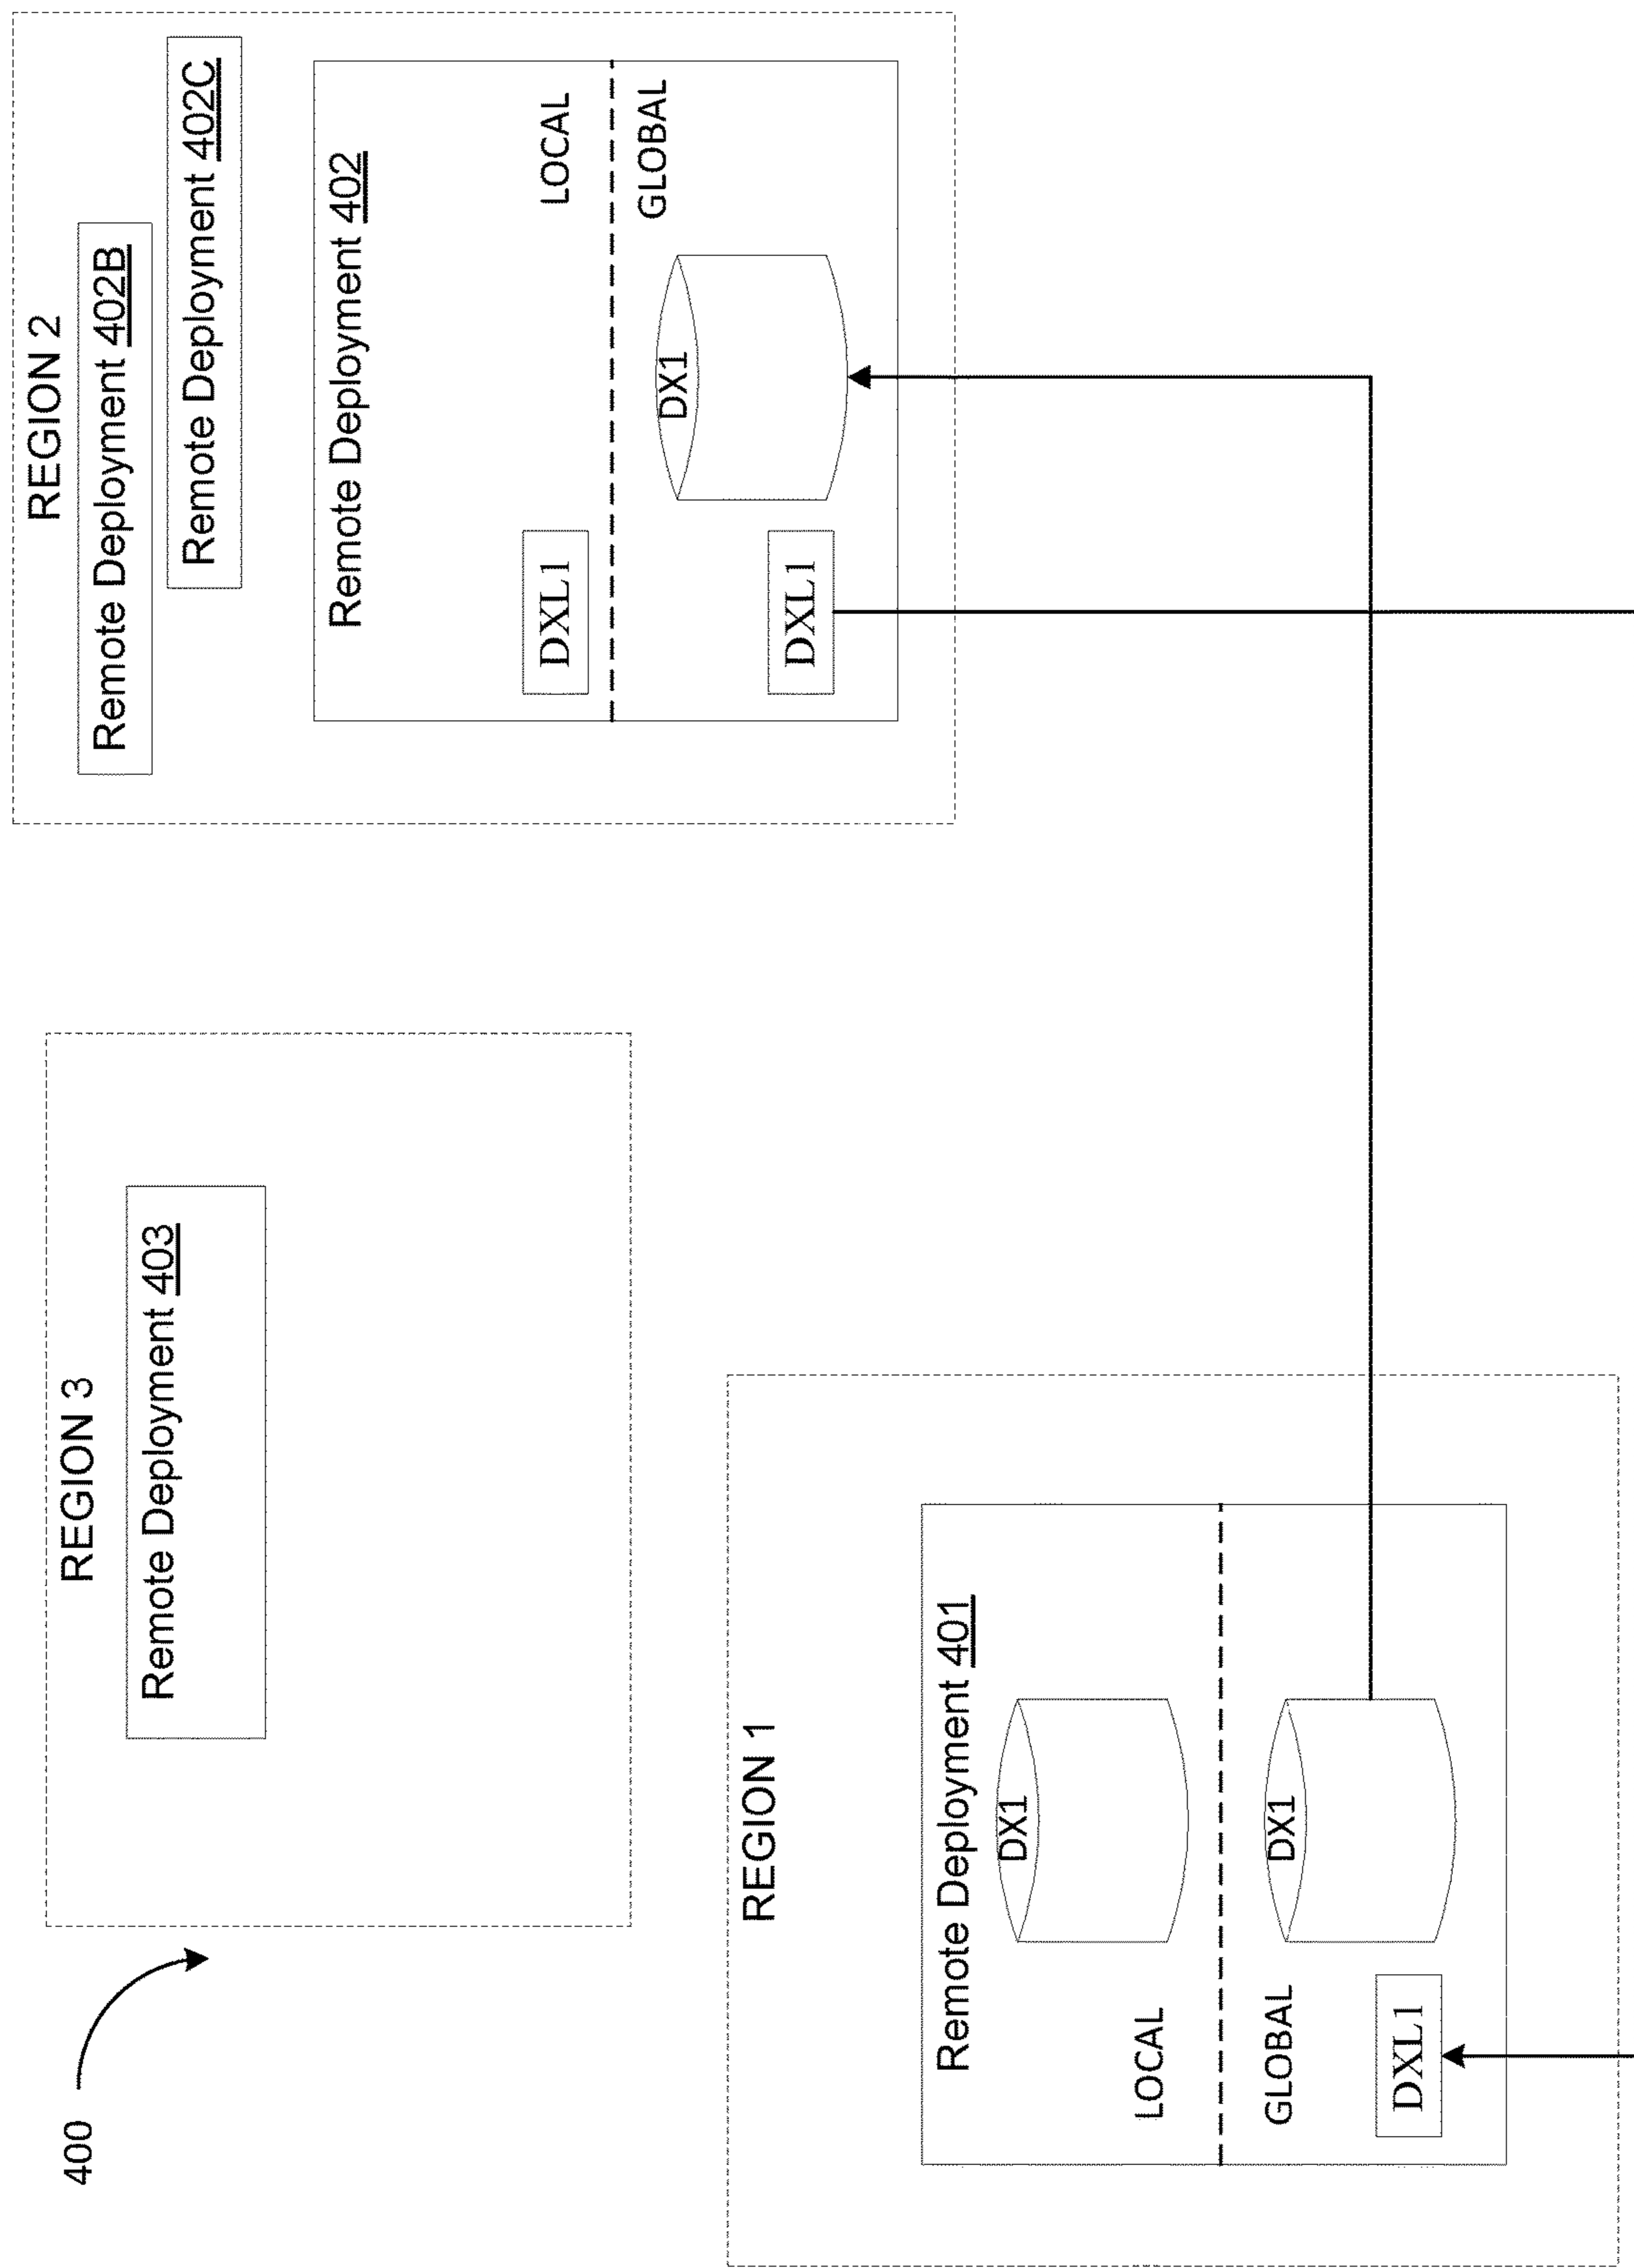 400
REGION 3
Remote Deployment 403
REGION 2
Remote Deployment 402B
Remote Deployment 402C
Remote Deployment 402
LOCAL
DXL1
GLOBAL
DX1
DXL1
REGION 1
Remote Deployment 401
DX1
LOCAL
GLOBAL
DX1
DXL1